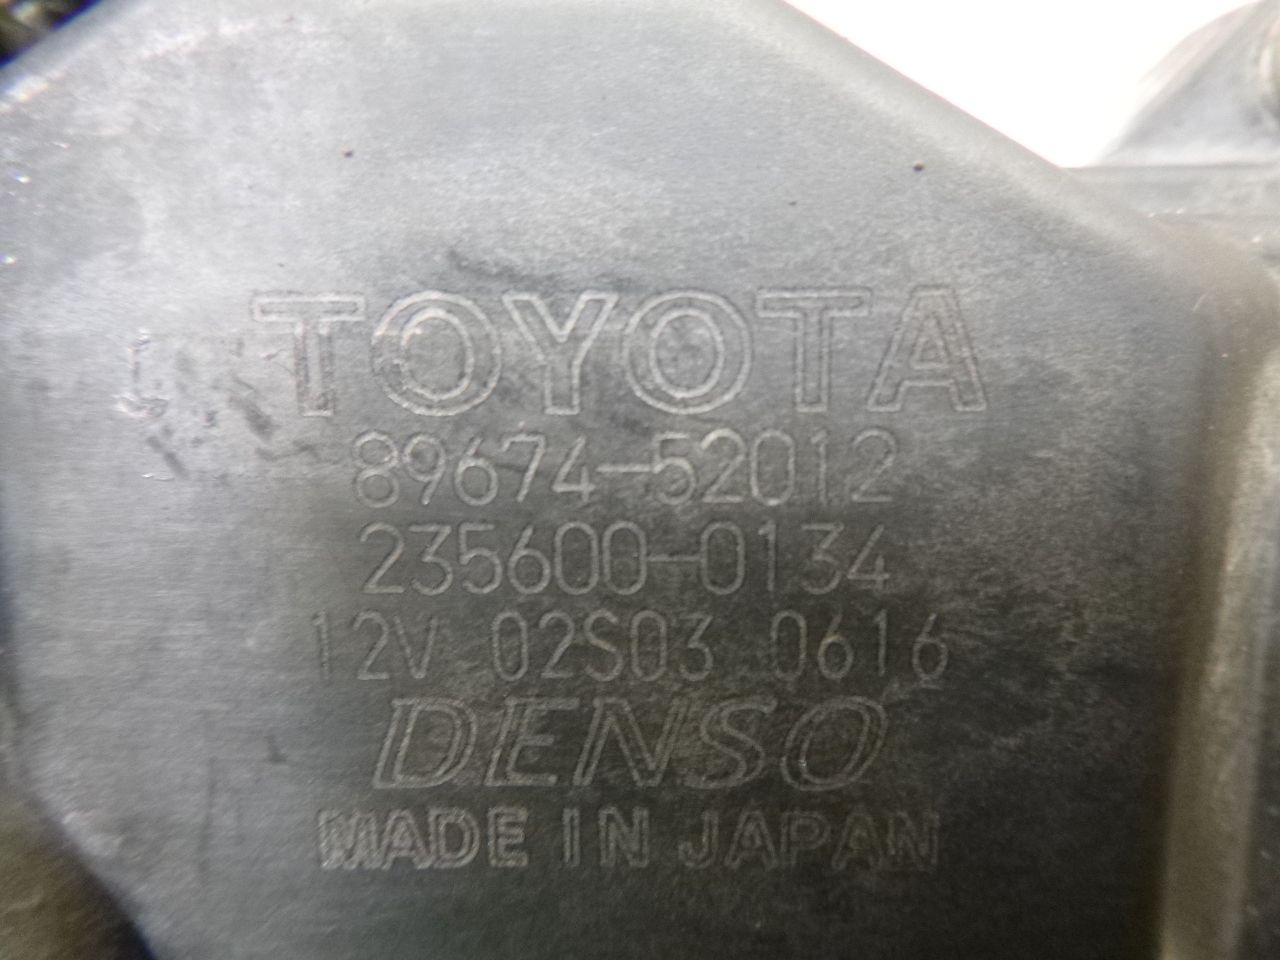 TOYOTA
89674-52012
235600-0134
12V 02S03 0616
DENSO
MADE IN JAPAN